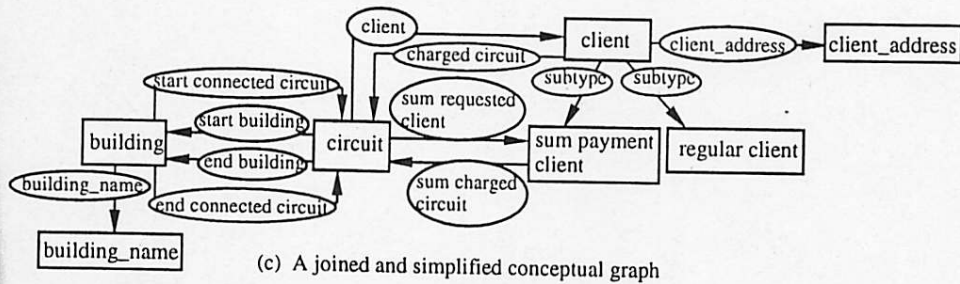 client
client
client_address
client_address
charged circuit
subtype
subtype
start connected circuit
sum requested
client
start building
building
circuit
sum payment
client
regular client
end building
building_name
sum charged
circuit
end connected circuit
building_name
(c) A joined and simplified conceptual graph